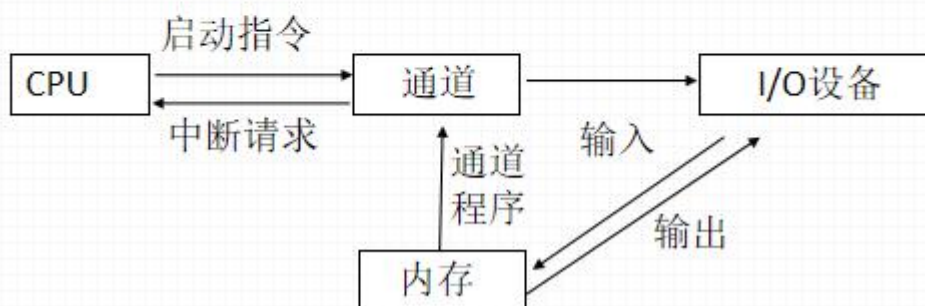 启动指令
CPU
通道
I/O设备
中断请求
通道
程序
输入
输出
内存